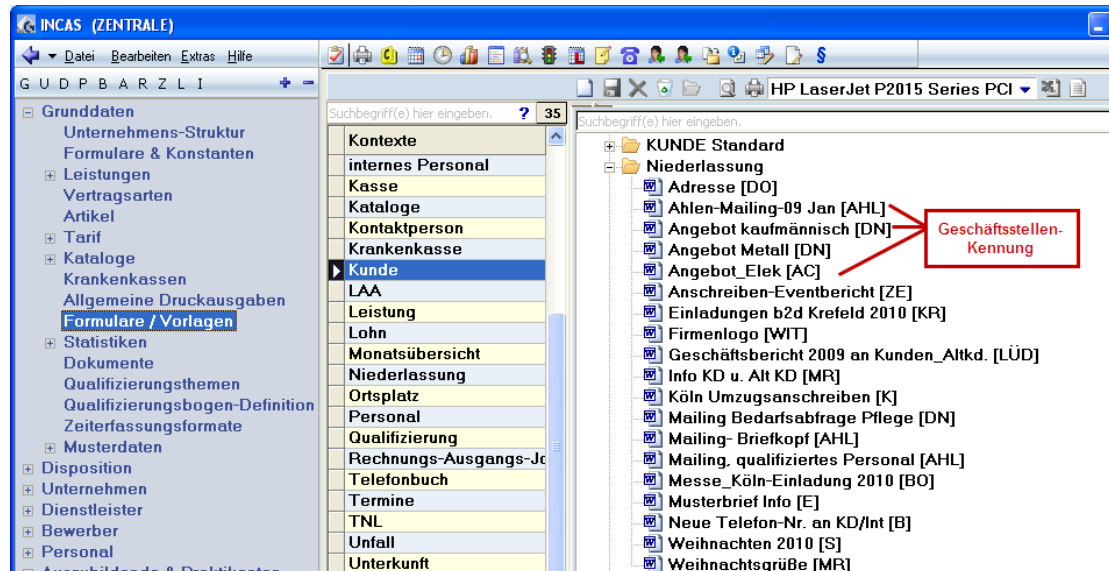 INCAS (ZENTRALE)
Datei Bearbeiten Extras Hilfe
G U D P B A R Z L I + −
HP LaserJet P2015 Series PCI
Grunddaten
Unternehmens-Struktur
Formulare & Konstanten
Leistungen
Vertragsarten
Artikel
Tarif
Kataloge
Krankenkassen
Allgemeine Druckausgaben
Formulare / Vorlagen
Statistiken
Dokumente
Qualifizierungsthemen
Qualifizierungsbogen-Definition
Zeiterfassungsformate
Musterdaten
Disposition
Unternehmen
Dienstleister
Bewerber
Personal
Auszubildende & Praktikanten
Suchbegriff(e) hier eingeben. ? 35
Kontexte
internes Personal
Kasse
Kataloge
Kontaktperson
Krankenkasse
Kunde
LAA
Leistung
Lohn
Monatsübersicht
Niederlassung
Ortsplatz
Personal
Qualifizierung
Rechnungs-Ausgangs-Jo
Telefonbuch
Termine
TNL
Unfall
Unterkunft
Suchbegriff(e) hier eingeben.
KUNDE Standard
Niederlassung
Adresse [DO]
Ahlen-Mailing-09 Jan [AHL]
Angebot kaufmännisch [DN]
Angebot Metall [DN]
Angebot_Elek [AC]
Anschreiben-Eventbericht [ZE]
Einladungen b2d Krefeld 2010 [KR]
Firmenlogo [WIT]
Geschäftsbericht 2009 an Kunden_Altkd. [LÜD]
Info KD u. Alt KD [MR]
Köln Umzugsanschreiben [K]
Mailing Bedarfsabfrage Pflege [DN]
Mailing- Briefkopf [AHL]
Mailing, qualifiziertes Personal [AHL]
Messe_Köln-Einladung 2010 [BO]
Musterbrief Info [E]
Neue Telefon-Nr. an KD/Int [B]
Weihnachten 2010 [S]
Weihnachtsgrüße [MR]
Geschäftsstellen-
Kennung